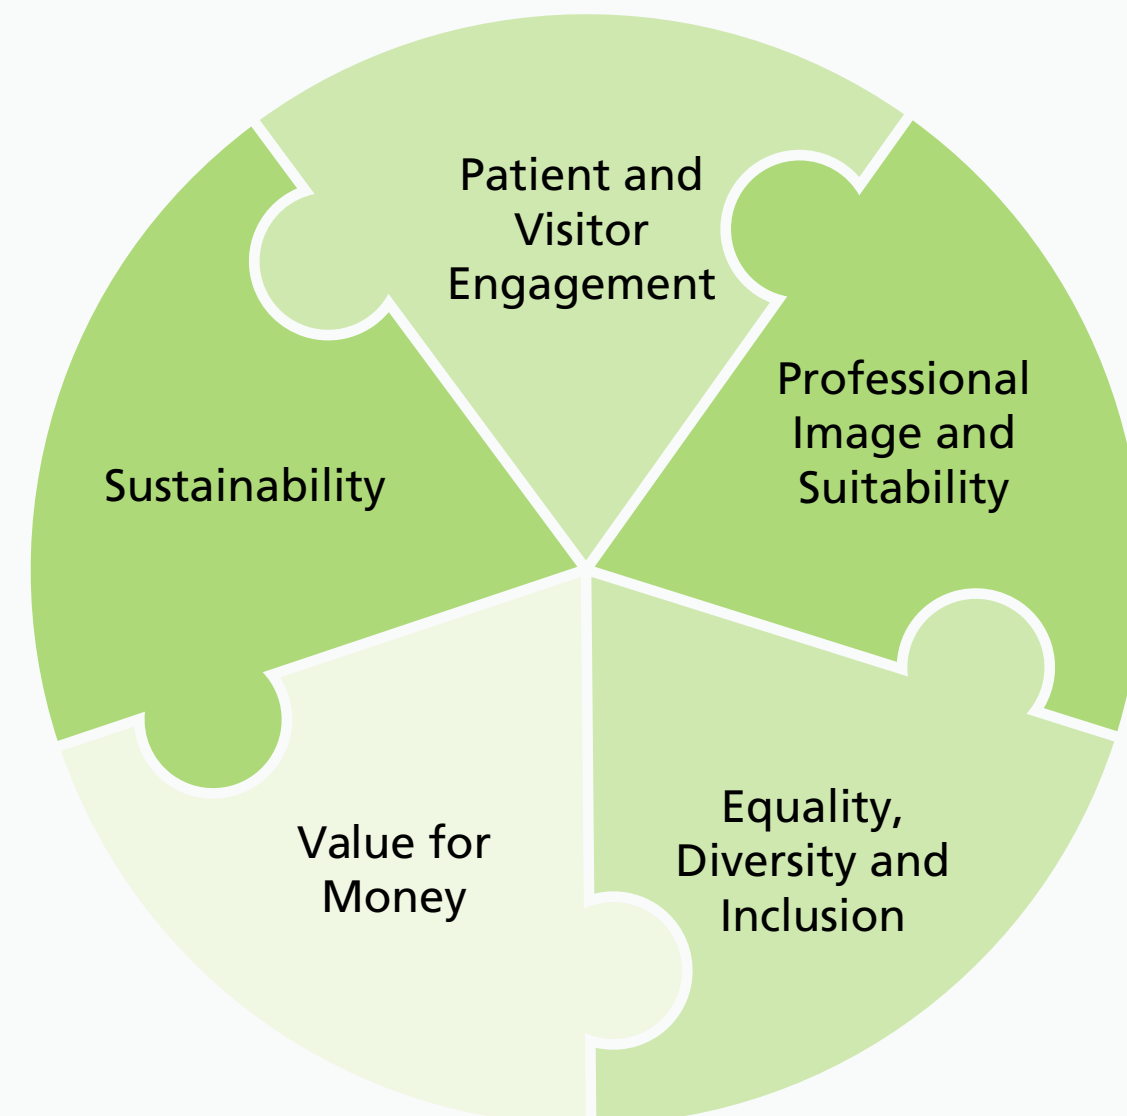 Patient and
Visitor
Engagement
Professional
Image and
Suitability
Sustainability
Equality,
Diversity and
Inclusion
Value for
Money